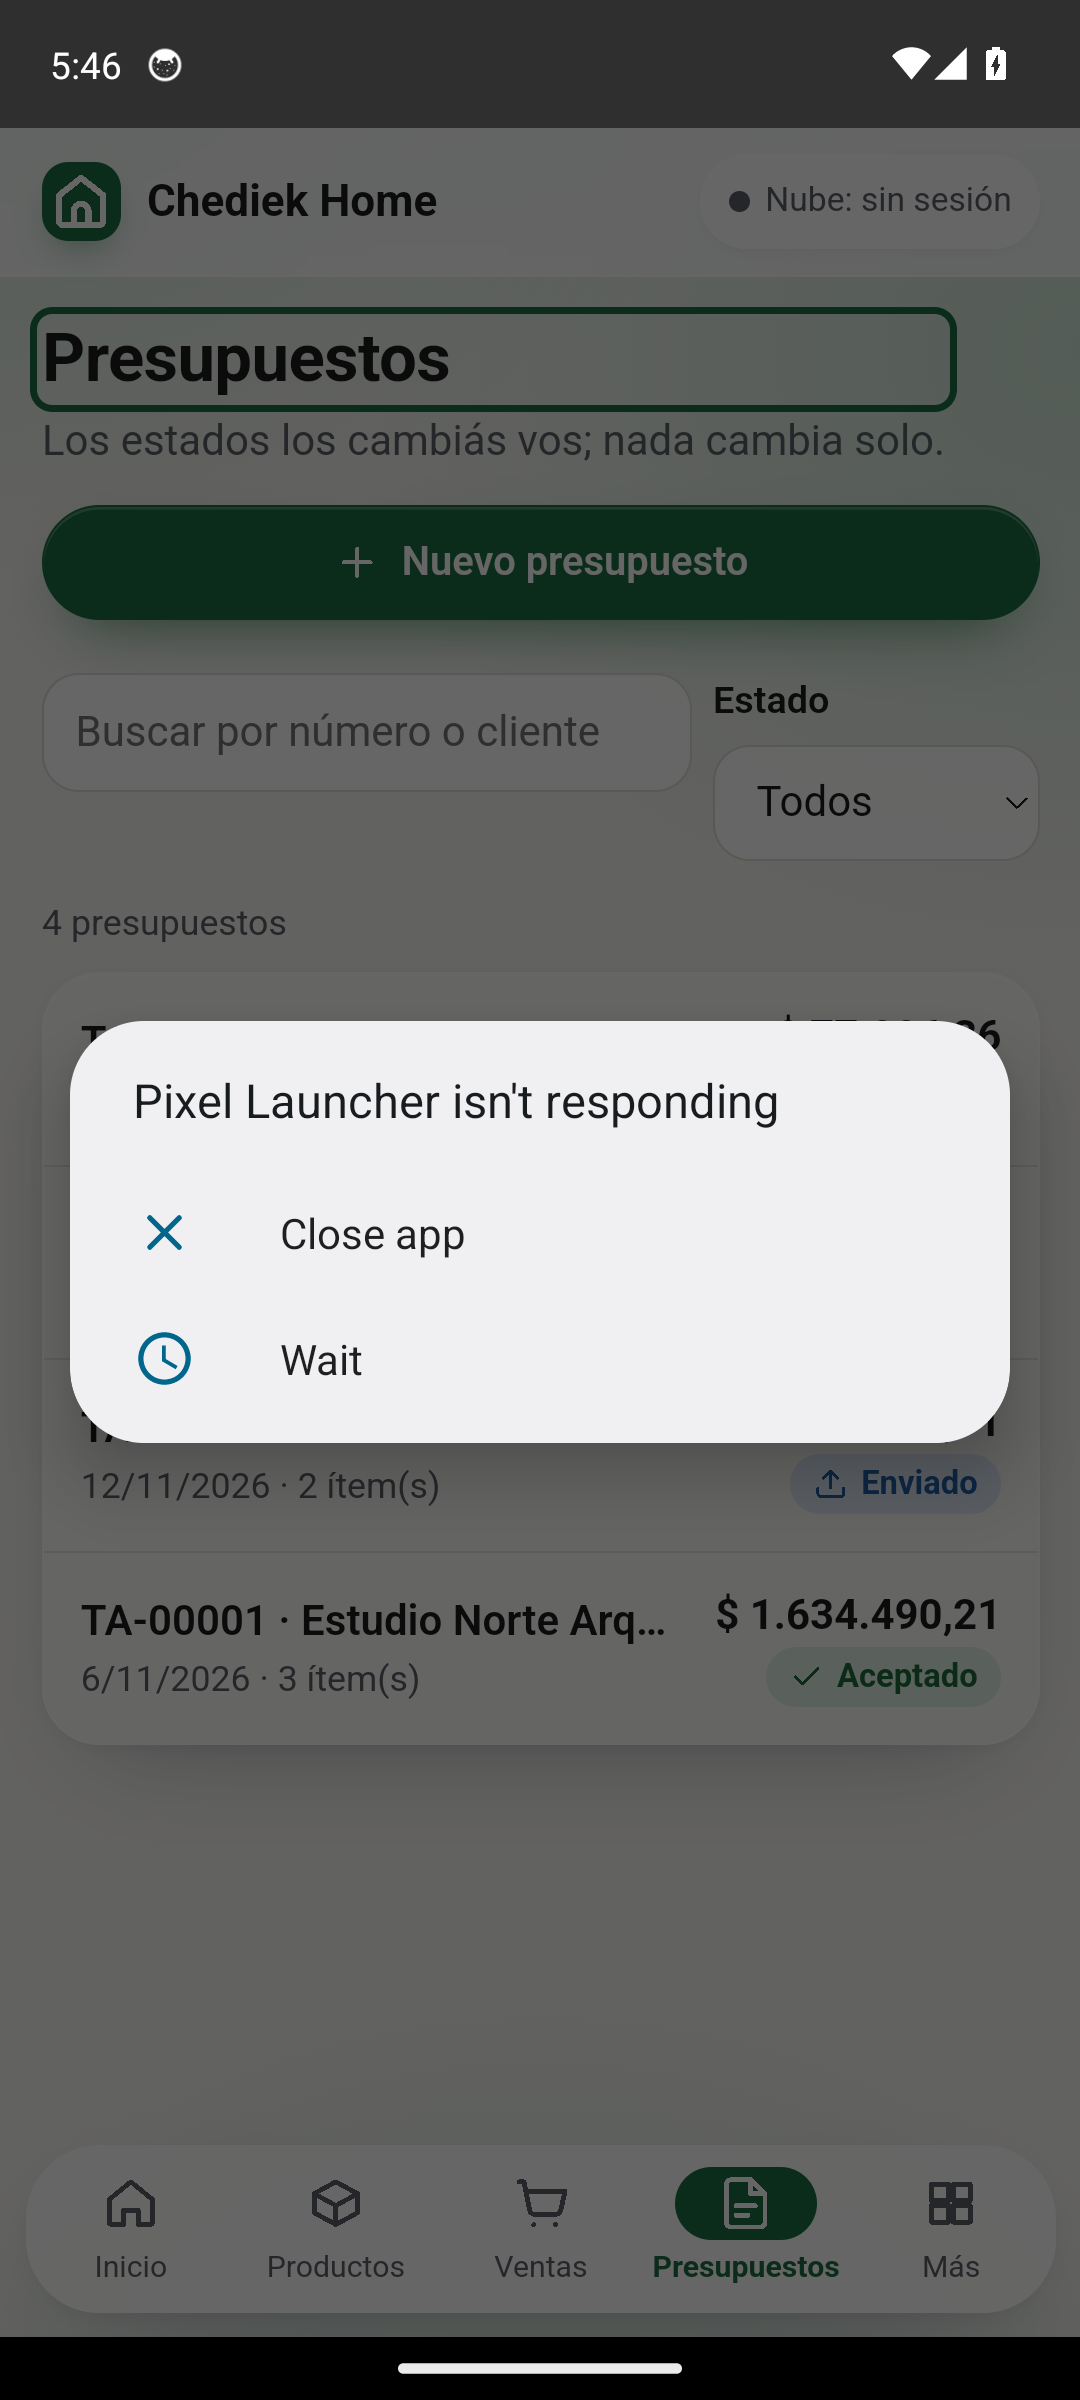 5:46
Chediek Home
Nube: sin sesión
Presupuestos
Los estados los cambiás vos; nada cambia solo.
Nuevo presupuesto
Buscar por número o cliente
Estado
Todos
4 presupuestos
Pixel Launcher isn't responding
Close app
Wait
12/11/2026 · 2 ítem(s)
Enviado
TA-00001 · Estudio Norte Arq...
$ 1.634.490,21
6/11/2026 · 3 ítem(s)
Aceptado
Inicio
Productos
Ventas
Presupuestos
Más